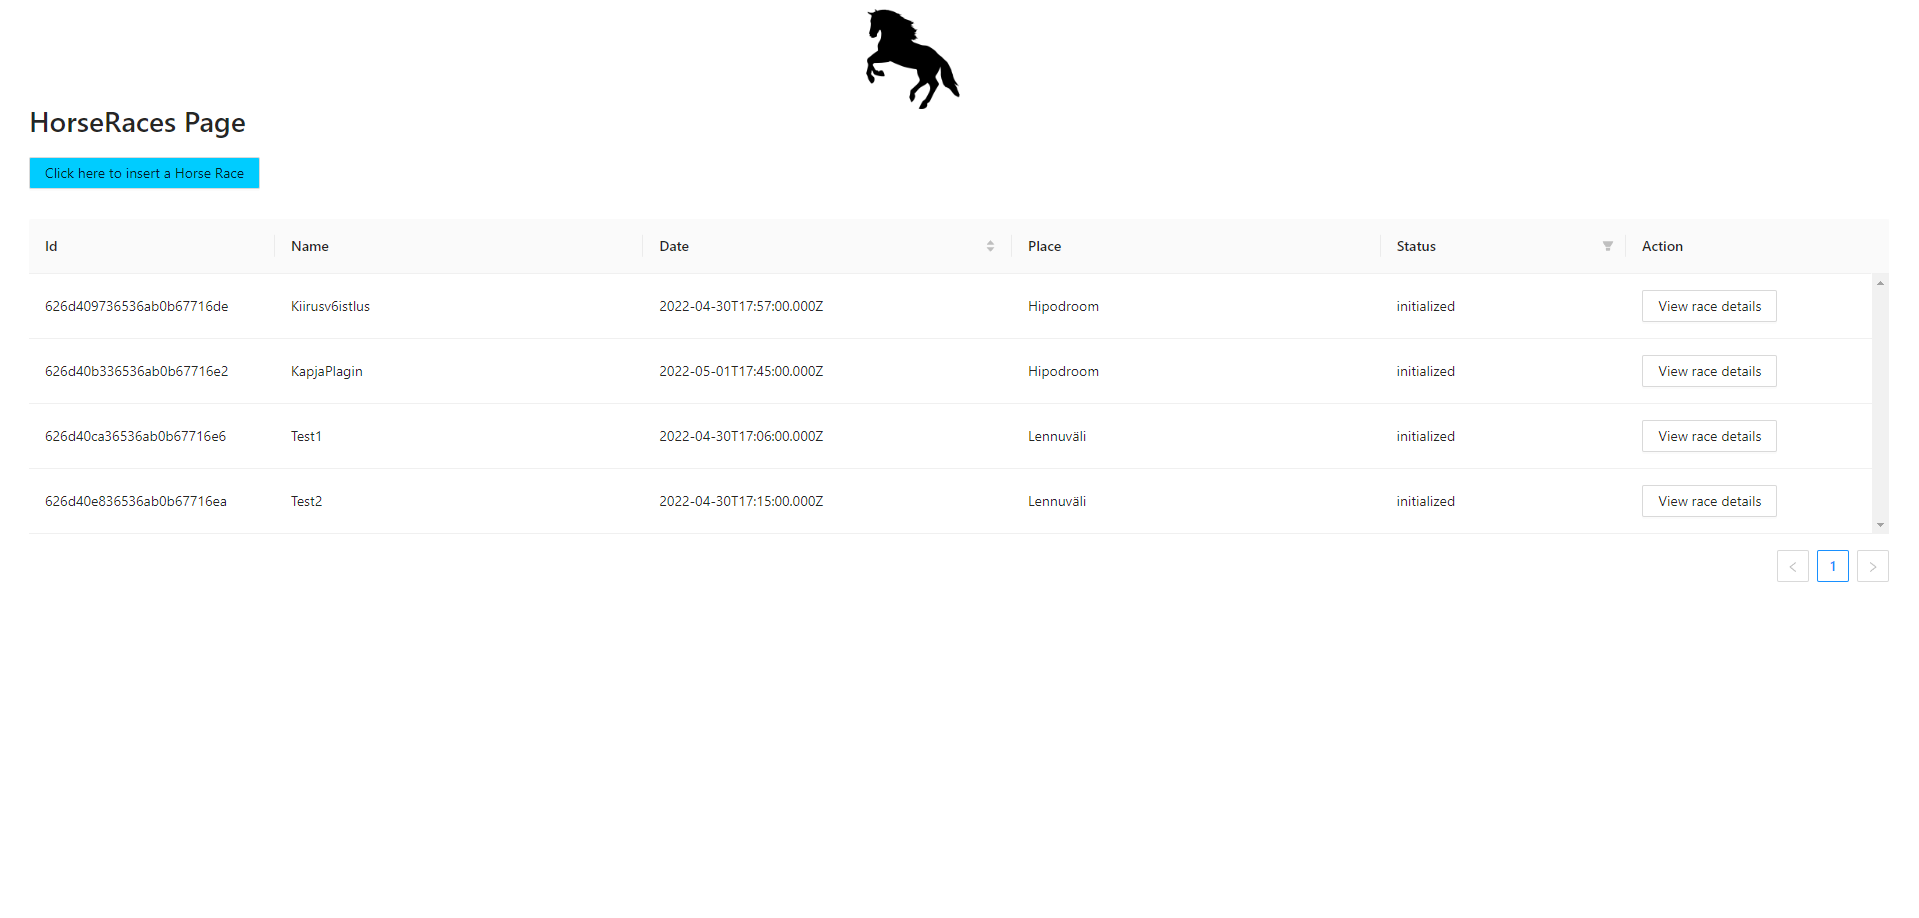 HorseRaces Page
Click here to insert a Horse Race
Id Name Date Place Status Action
626d409736536ab0b67716de Kiirusv6istlus 2022-04-30T17:57:00.000Z Hipodroom initialized View race details
626d40b336536ab0b67716e2 KapjaPlagin 2022-05-01T17:45:00.000Z Hipodroom initialized View race details
626d40ca36536ab0b67716e6 Test1 2022-04-30T17:06:00.000Z Lennuväli initialized View race details
626d40e836536ab0b67716ea Test2 2022-04-30T17:15:00.000Z Lennuväli initialized View race details
< 1 >